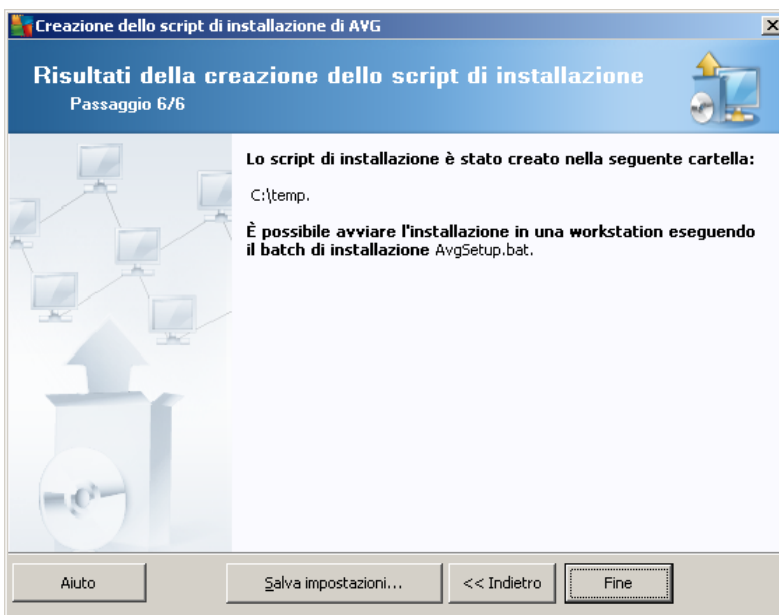 Creazione dello script di installazione di AVG
Risultati della creazione dello script di installazione
Passaggio 6/6
Lo script di installazione è stato creato nella seguente cartella:
C:\temp.
È possibile avviare l'installazione in una workstation eseguendo
il batch di installazione AvgSetup.bat.
Aiuto
Salva impostazioni...
<< Indietro
Fine